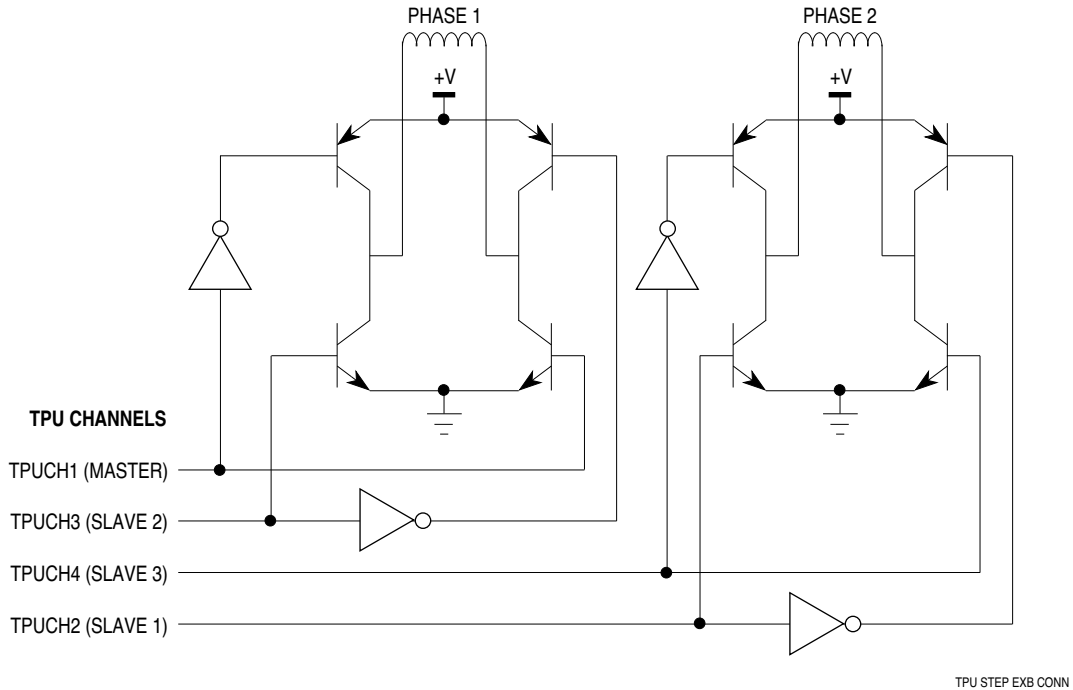 PHASE 1
PHASE 2
+V
+V
TPU CHANNELS
TPUCH1 (MASTER)
TPUCH3 (SLAVE 2)
TPUCH4 (SLAVE 3)
TPUCH2 (SLAVE 1)
TPU STEP EXB CONN